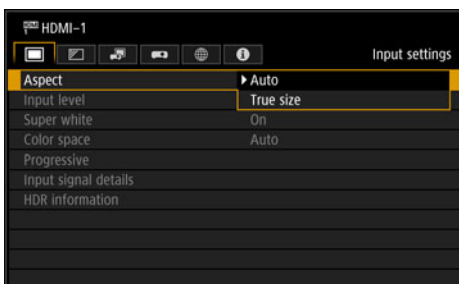 HDMI-1
Input settings
Aspect
Auto
True size
Input level
Super white On
Color space Auto
Progressive
Input signal details
HDR information